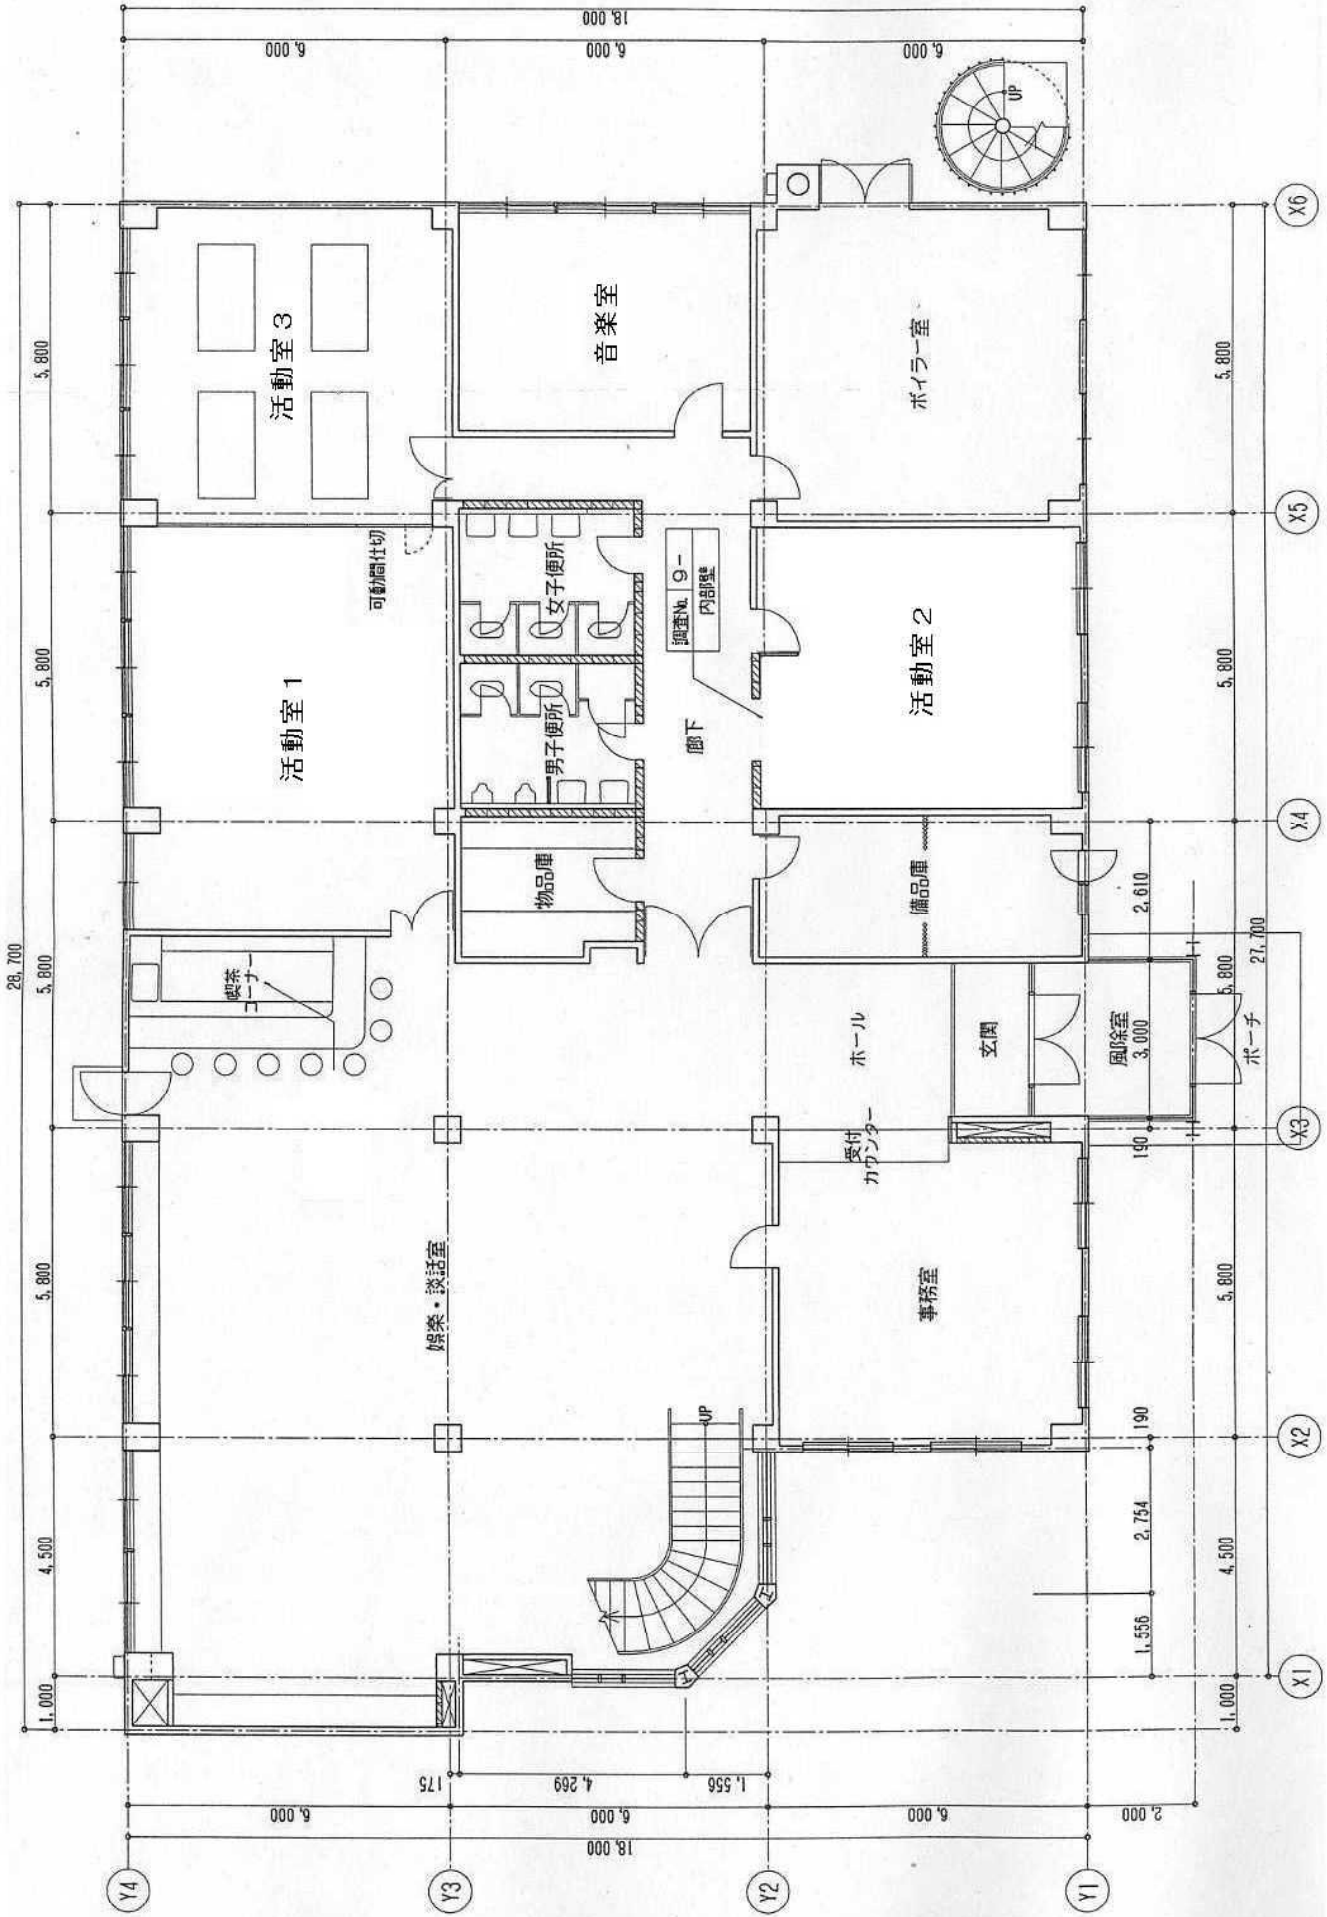 28,700
1,000
4,500
5,800
5,800
5,800
5,800
18,000
6,000
6,000
6,000
Y4
Y3
Y2
Y1
18,000
6,000
6,000
6,000
2,000
175
4,269
1,556
喫茶
コーナー
活動室1
可動間仕切
活動室3
娯楽・談話室
物品庫
男子便所
女子便所
音楽室
UP
廊下
調査No. 9-
内部壁
受付
カウンター
ホール
事務室
玄関
備品庫
活動室2
ボイラー室
UP
風除室
3,000
ポーチ
1,556
2,754
190
190
2,610
1,000
4,500
5,800
5,800
5,800
5,800
27,700
X1
X2
X3
X4
X5
X6